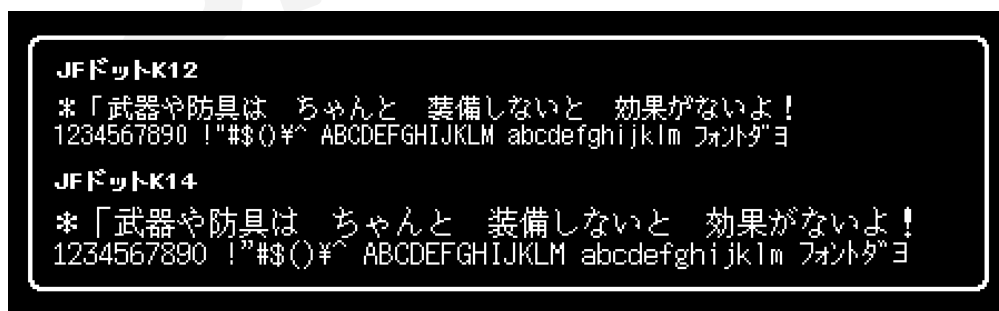 JFドットK12
*「武器や防具は　ちゃんと　装備しないと　効果がないよ！
1234567890 !"#$()¥^ ABCDEFGHIJKLM abcdefghijklm ﾌｫﾝﾄﾀﾞﾖ
JFドットK14
*「武器や防具は　ちゃんと　装備しないと　効果がないよ！
1234567890 !"#$()¥^ ABCDEFGHIJKLM abcdefghijklm ﾌｫﾝﾄﾀﾞﾖ